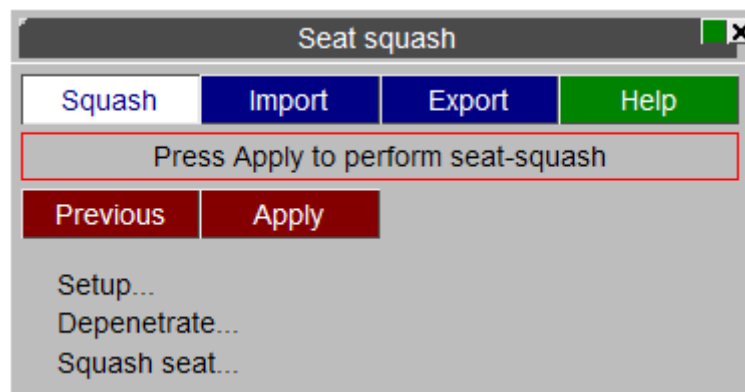 Seat squash
Squash Import Export Help
Press Apply to perform seat-squash
Previous Apply
Setup...
Depenetrate...
Squash seat...